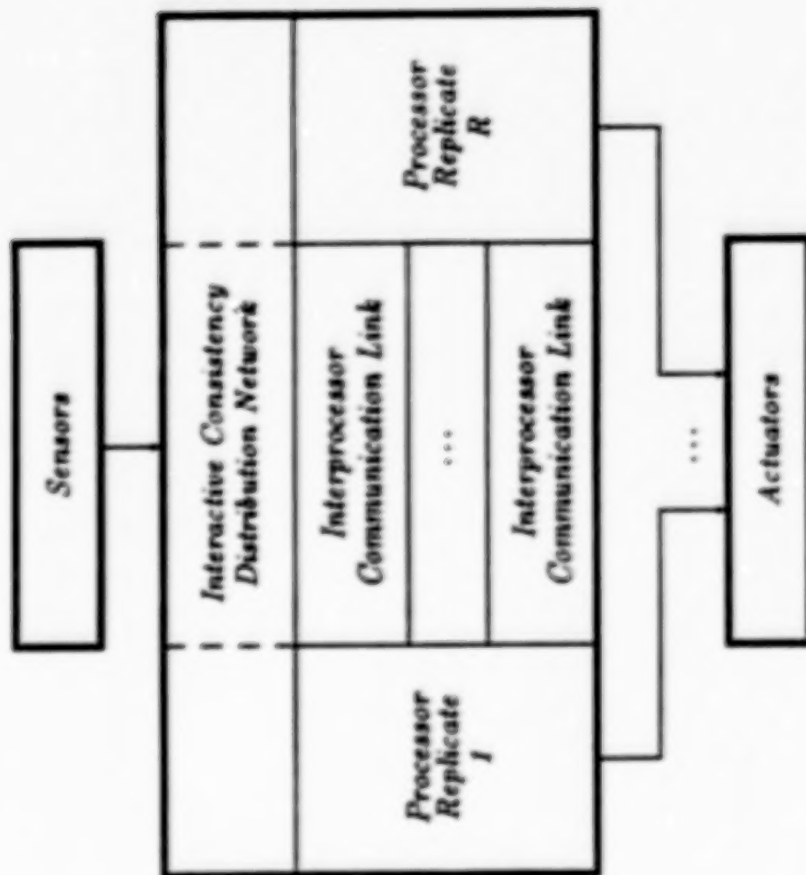 Sensors
Interactive Consistency
Distribution Network
Processor
Replicate
1
Interprocessor
Communication Link
...
Interprocessor
Communication Link
Processor
Replicate
R
...
Actuators